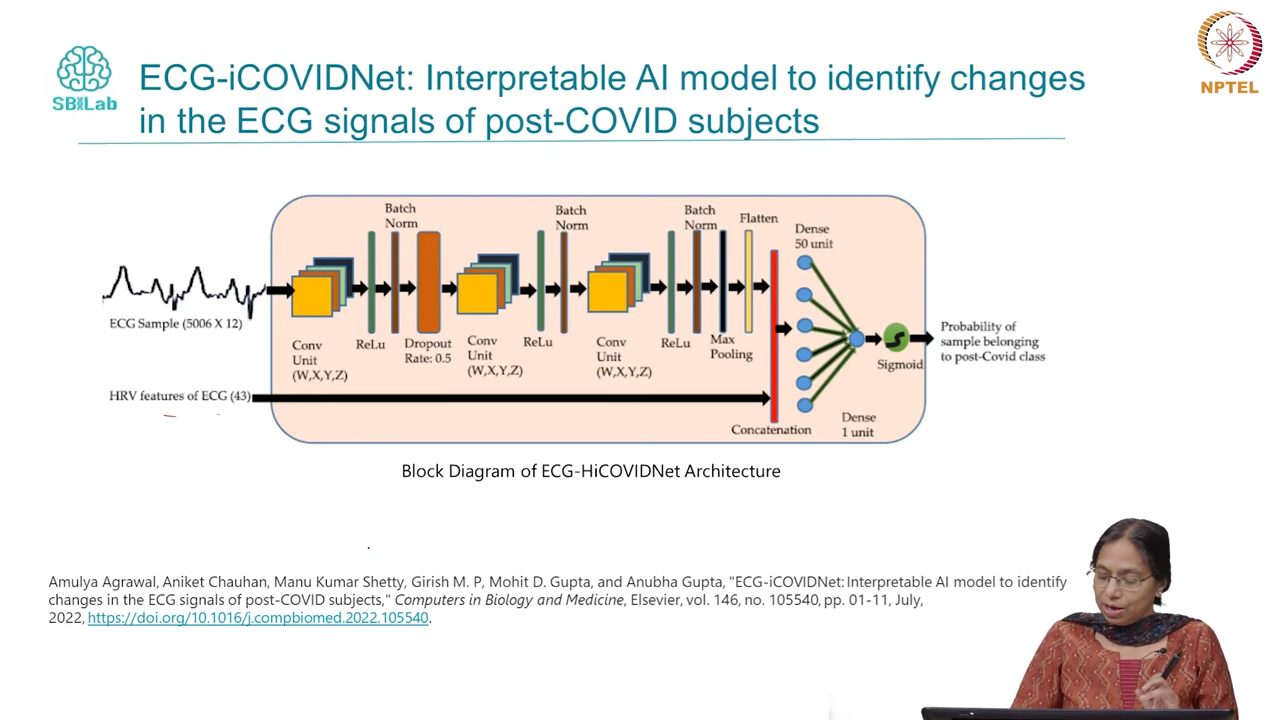 SBILab
NPTEL
ECG-iCOVIDNet: Interpretable AI model to identify changes
in the ECG signals of post-COVID subjects
ECG Sample (5006 X 12)
HRV features of ECG (43)
Conv
Unit
(W,X,Y,Z)
ReLu
Batch
Norm
Dropout
Rate: 0.5
Conv
Unit
(W,X,Y,Z)
ReLu
Batch
Norm
Conv
Unit
(W,X,Y,Z)
ReLu
Batch
Norm
Max
Pooling
Flatten
Concatenation
Dense
50 unit
Dense
1 unit
Sigmoid
Probability of
sample belonging
to post-Covid class
Block Diagram of ECG-HiCOVIDNet Architecture
Amulya Agrawal, Aniket Chauhan, Manu Kumar Shetty, Girish M. P, Mohit D. Gupta, and Anubha Gupta, "ECG-iCOVIDNet: Interpretable AI model to identify
changes in the ECG signals of post-COVID subjects," Computers in Biology and Medicine, Elsevier, vol. 146, no. 105540, pp. 01-11, July,
2022, https://doi.org/10.1016/j.compbiomed.2022.105540.